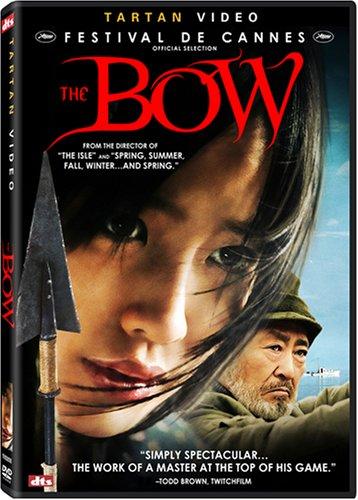 TARTAN VIDEO
FESTIVAL DE CANNES
OFFICIAL SELECTION
THE BOW
FROM THE DIRECTOR OF
"THE ISLE" AND "SPRING, SUMMER,
FALL, WINTER...AND SPRING."
"SIMPLY SPECTACULAR...
THE WORK OF A MASTER AT THE TOP OF HIS GAME."
–TODD BROWN, TWITCHFILM
dts
TARTAN VIDEO
THE BOW
dts
DVD